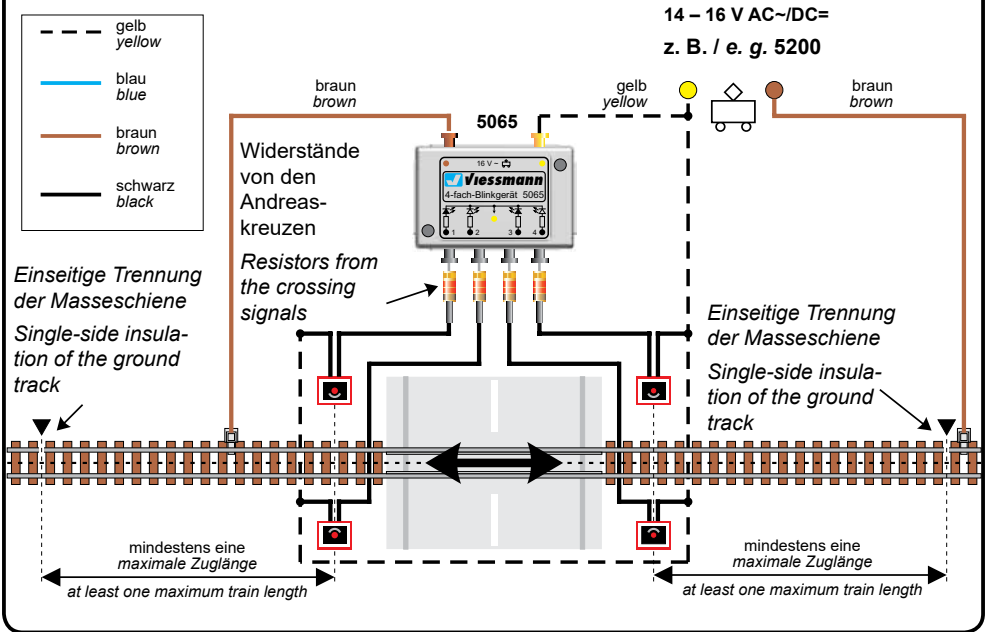 gelb
yellow
blau
blue
braun
brown
schwarz
black
14 – 16 V AC~/DC=
z. B. / e. g. 5200
braun
brown
gelb
yellow
braun
brown
5065
16 V ~
Viessmann
4-fach-Blinkgerät 5065
1 2 3 4
Widerstände
von den
Andreas-
kreuzen
Resistors from
the crossing
signals
Einseitige Trennung
der Masseschiene
Single-side insula-
tion of the ground
track
Einseitige Trennung
der Masseschiene
Single-side insula-
tion of the ground
track
mindestens eine
maximale Zuglänge
at least one maximum train length
mindestens eine
maximale Zuglänge
at least one maximum train length